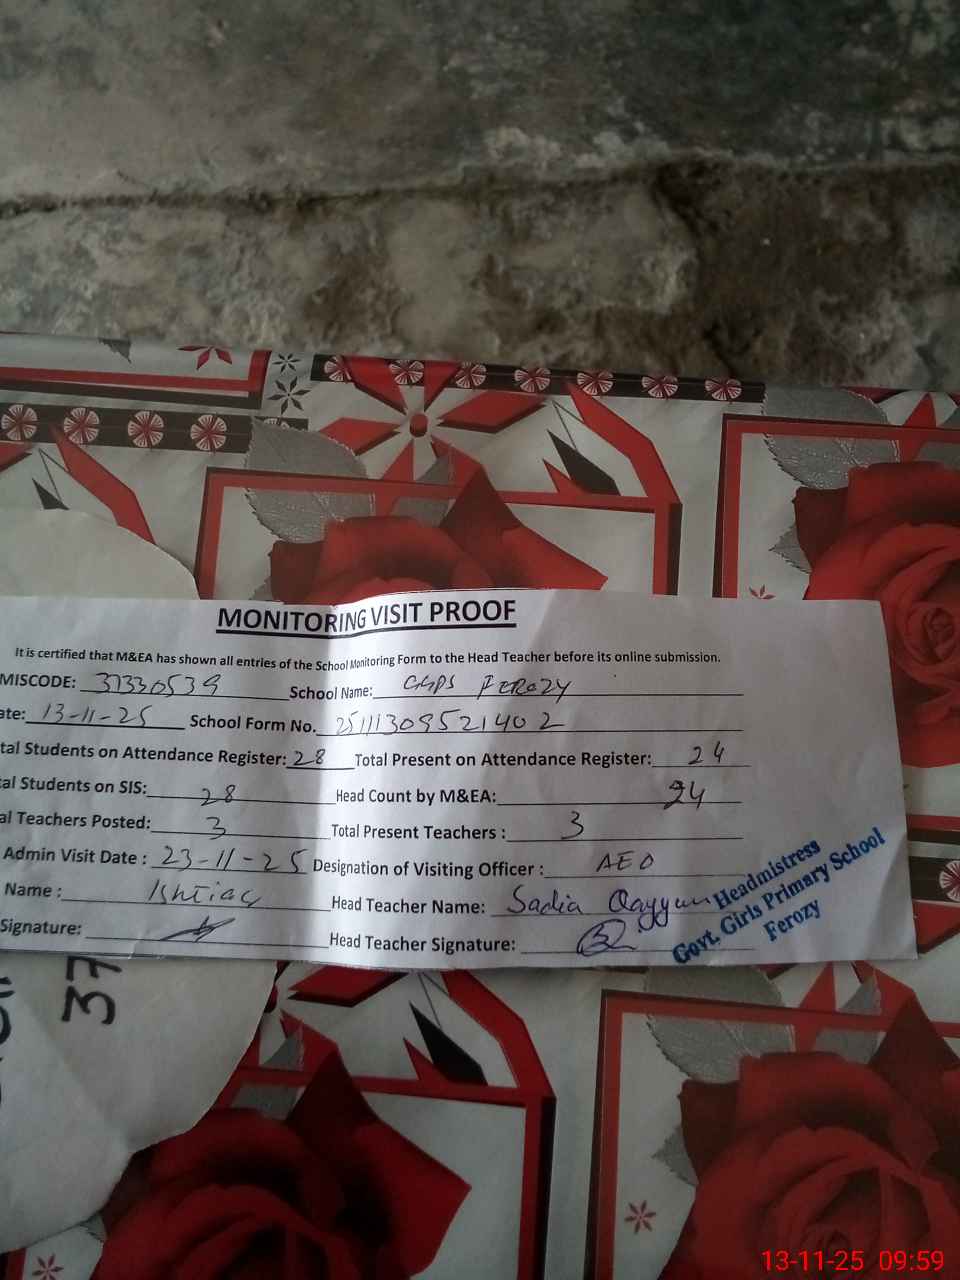 MONITORING VISIT PROOF
It is certified that M&EA has shown all entries of the School Monitoring Form to the Head Teacher before its online submission.
MISCODE: 37330539 School Name: GGPS FEROZY
ate: 13-11-25 School Form No. 25111309521402
tal Students on Attendance Register: 28 Total Present on Attendance Register: 24
tal Students on SIS: 28 Head Count by M&EA: 24
al Teachers Posted: 3 Total Present Teachers : 3
Admin Visit Date : 23-11-25 Designation of Visiting Officer : AEO
Name : Ishtiaq Head Teacher Name: Sadia Qayyum
Signature: Head Teacher Signature:
Headmistress
Govt. Girls Primary School
Ferozy
37
13-11-25 09:59